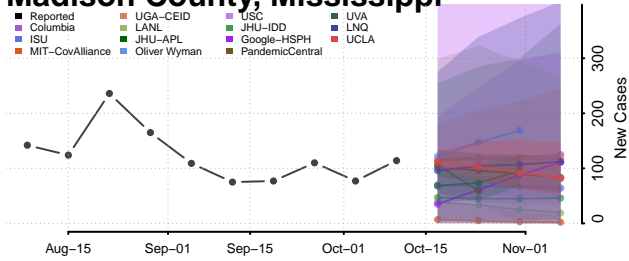 Madison County, Mississippi
Reported UGA−CEID USC UVA
Columbia LANL JHU−IDD LNQ
ISU JHU−APL Google−HSPH UCLA
MIT−CovAlliance Oliver Wyman PandemicCentral
300
200
100
0
New Cases
Aug−15 Sep−01 Sep−15 Oct−01 Oct−15 Nov−01